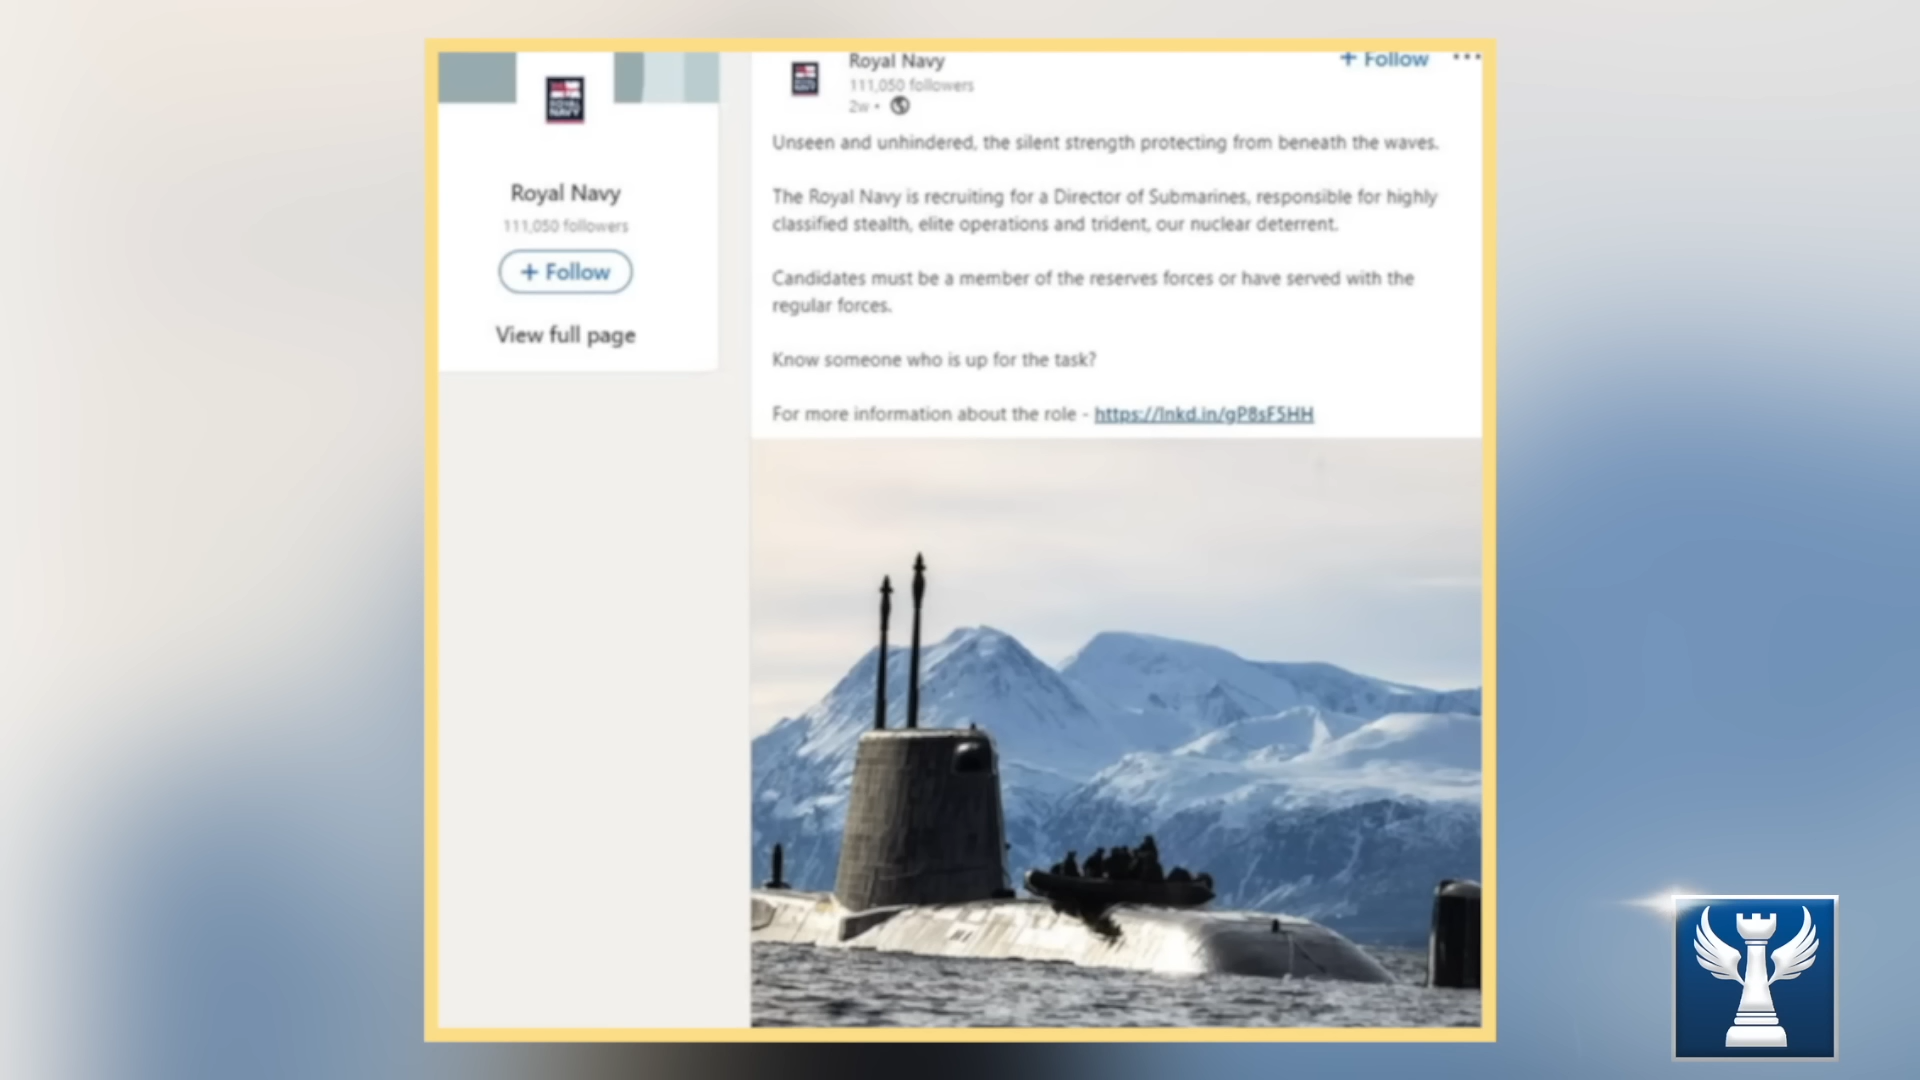 ROYAL
NAVY
Royal Navy
111,050 followers
+ Follow
View full page
Royal Navy
111,050 followers
2w •
+ Follow
Unseen and unhindered, the silent strength protecting from beneath the waves.
The Royal Navy is recruiting for a Director of Submarines, responsible for highly
classified stealth, elite operations and trident, our nuclear deterrent.
Candidates must be a member of the reserves forces or have served with the
regular forces.
Know someone who is up for the task?
For more information about the role - https://lnkd.in/gP8sF5HH